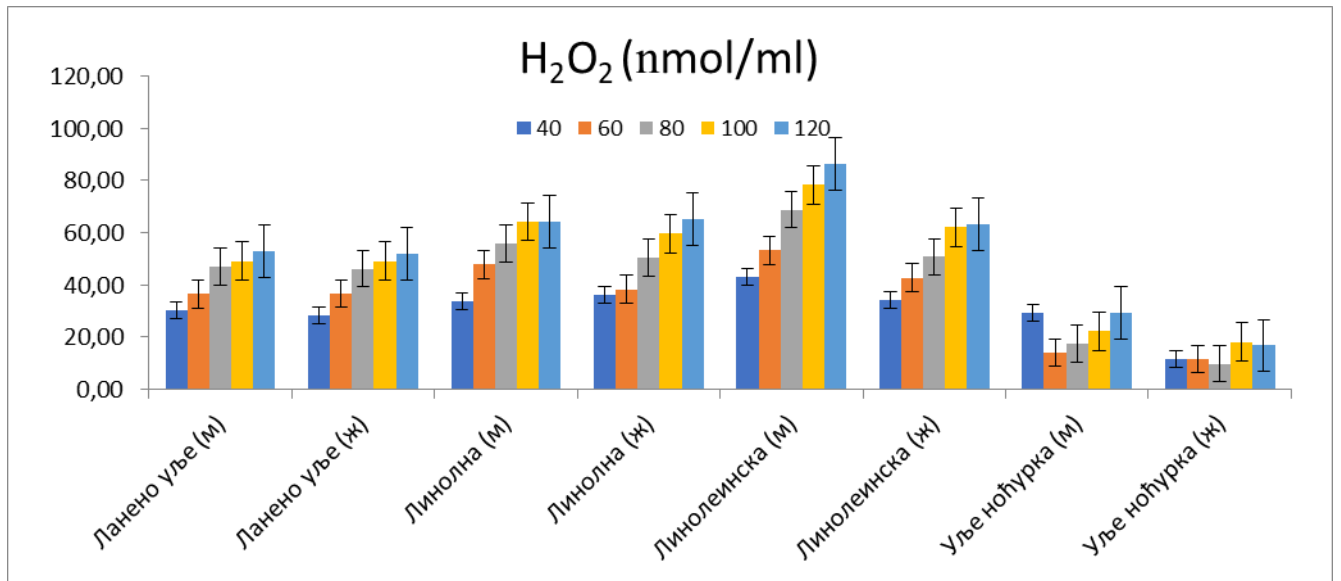 H₂O₂ (nmol/ml)
120,00
100,00
80,00
60,00
40,00
20,00
0,00
40 60 80 100 120
Ланено уље (м)
Ланено уље (ж)
Линолна (м)
Линолна (ж)
Линолеинска (м)
Линолеинска (ж)
Уље ноћурка (м)
Уље ноћурка (ж)